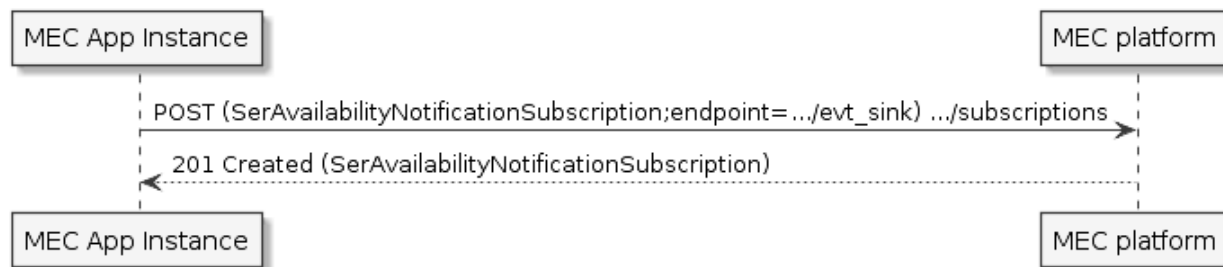 MEC App Instance
MEC platform
POST (SerAvailabilityNotificationSubscription;endpoint=.../evt_sink) .../subscriptions
201 Created (SerAvailabilityNotificationSubscription)
MEC App Instance
MEC platform